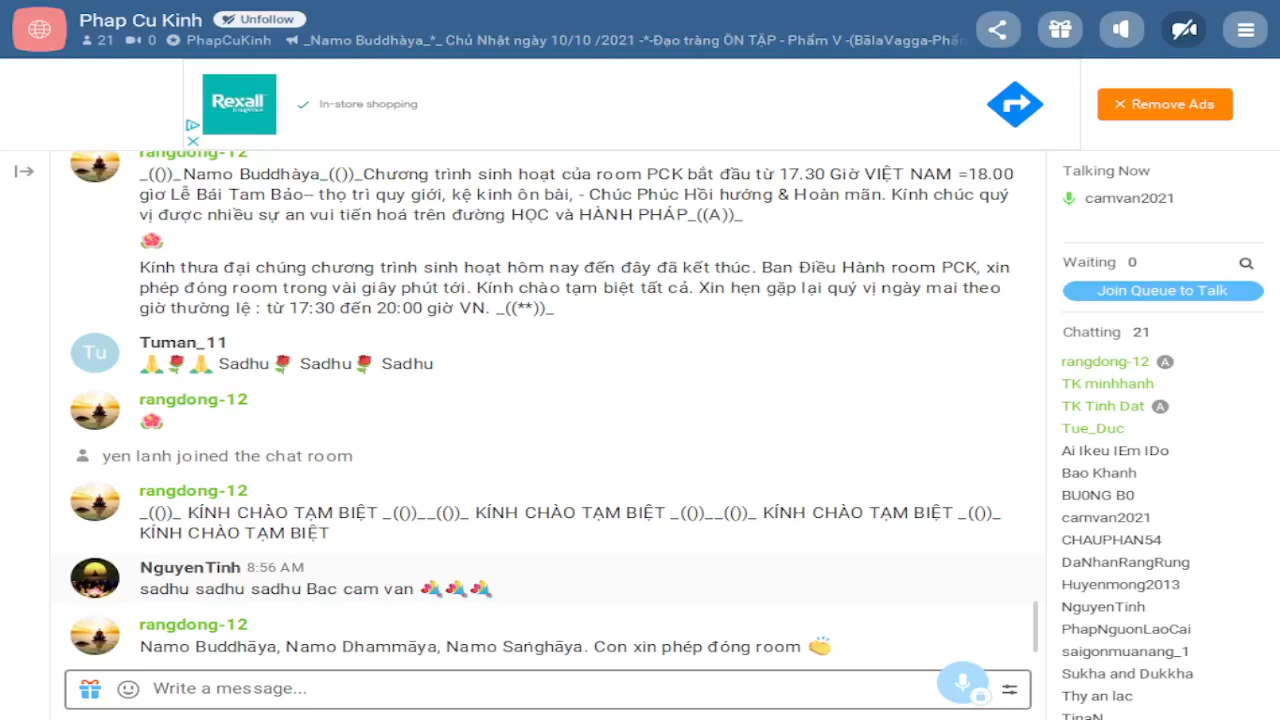 Phap Cu Kinh Unfollow
21 0 PhapCuKinh _Namo Buddhàya_*_ Chủ Nhật ngày 10/10 /2021 -*-Đạo tràng ÔN TẬP - Phẩm V -(BālaVagga-Phẩm
Rexall
In-store shopping
Remove Ads
rangdong-12
_(())_Namo Buddhàya_(())_Chương trình sinh hoạt của room PCK bắt đầu từ 17.30 Giờ VIỆT NAM =18.00
giơ Lễ Bái Tam Bảo-- thọ trì quy giới, kệ kinh ôn bài, - Chúc Phúc Hồi hướng & Hoàn mãn. Kính chúc quý
vị được nhiều sự an vui tiến hoá trên đường HỌC và HÀNH PHÁP_((A))_
🌺
Kính thưa đại chúng chương trình sinh hoạt hôm nay đến đây đã kết thúc. Ban Điều Hành room PCK, xin
phép đóng room trong vài giây phút tới. Kính chào tạm biệt tất cả. Xin hẹn gặp lại quý vị ngày mai theo
giờ thường lệ : từ 17:30 đến 20:00 giờ VN. _((**))_
Tu
Tuman_11
🙏🌹🙏 Sadhu🌹 Sadhu🌹 Sadhu
rangdong-12
🌺
yen lanh joined the chat room
rangdong-12
_(())_ KÍNH CHÀO TẠM BIỆT _(())__(())_ KÍNH CHÀO TẠM BIỆT _(())__(())_ KÍNH CHÀO TẠM BIỆT _(())_
KÍNH CHÀO TẠM BIỆT
NguyenTinh 8:56 AM
sadhu sadhu sadhu Bac cam van 💐💐💐
rangdong-12
Namo Buddhāya, Namo Dhammāya, Namo Saṅghāya. Con xin phép đóng room 👏
Write a message...
Talking Now
camvan2021
Waiting 0
Join Queue to Talk
Chatting 21
rangdong-12 A
TK minhhanh
TK Tinh Dat A
Tue_Duc
Ai Ikeu IEm IDo
Bao Khanh
BU0NG B0
camvan2021
CHAUPHAN54
DaNhanRangRung
Huyenmong2013
NguyenTinh
PhapNguonLaoCai
saigonmuanang_1
Sukha and Dukkha
Thy an lac
TinaN